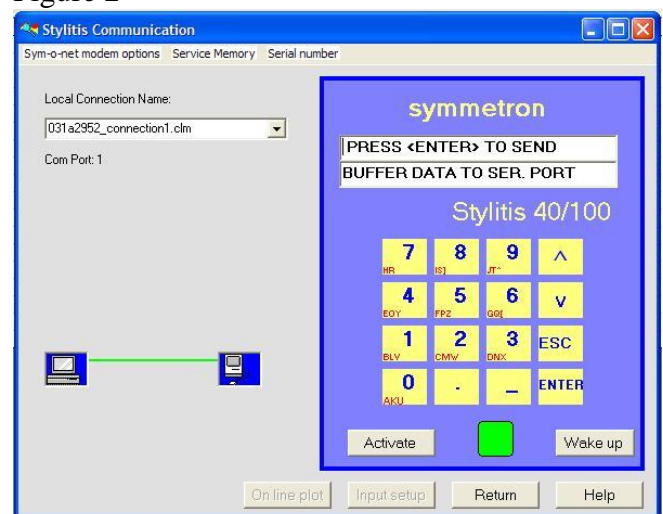 Figure 2
Stylitis Communication
Sym-o-net modem options Service Memory Serial number
Local Connection Name:
031a2952_connection1.clm
Com Port: 1
symmetron
PRESS <ENTER> TO SEND
BUFFER DATA TO SER. PORT
Stylitis 40/100
7 8 9 ^
HR IS] JT^
4 5 6 v
EOY FPZ GQ[
1 2 3 ESC
BLV CMW DNX
0 . _ ENTER
AKU
Activate Wake up
On line plot Input setup Return Help